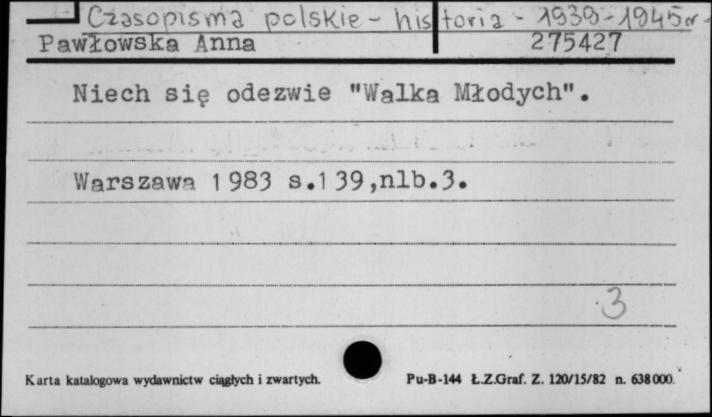 Czasopisma polskie - historia - 1939-1945 r.
Pawłowska Anna 275427
Niech się odezwie "Walka Młodych".
Warszawa 1983 s.139,nlb.3.
3
Karta katalogowa wydawnictw ciągłych i zwartych. Pu-B-144 Ł.Z.Graf. Z. 120/15/82 n. 638000.